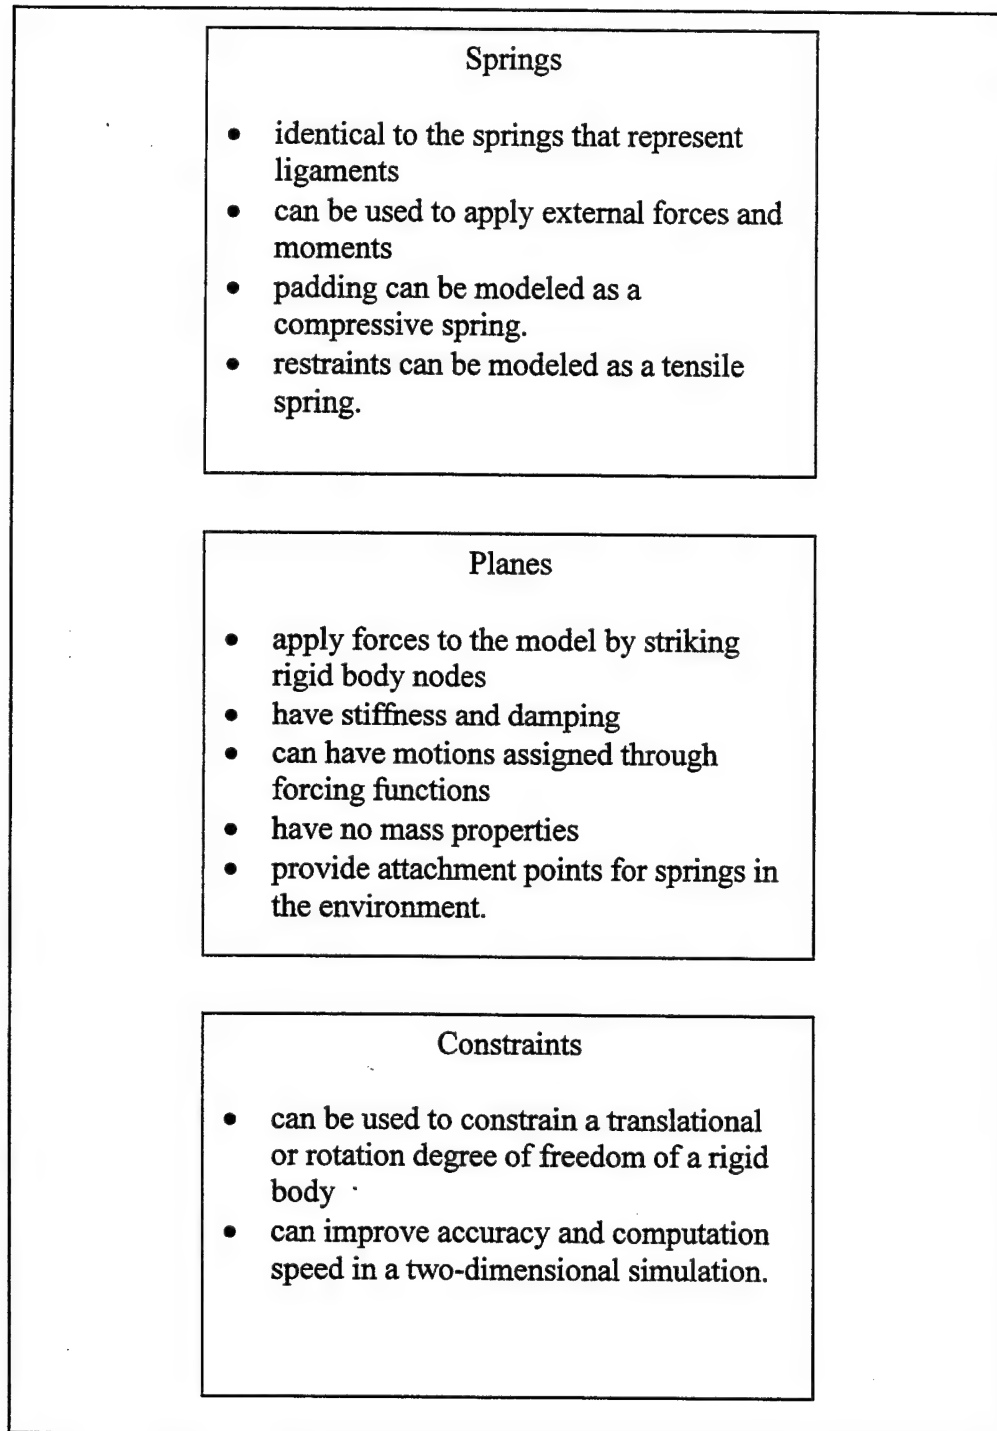 Springs
• identical to the springs that represent
ligaments
• can be used to apply external forces and
moments
• padding can be modeled as a
compressive spring.
• restraints can be modeled as a tensile
spring.
Planes
• apply forces to the model by striking
rigid body nodes
• have stiffness and damping
• can have motions assigned through
forcing functions
• have no mass properties
• provide attachment points for springs in
the environment.
Constraints
• can be used to constrain a translational
or rotation degree of freedom of a rigid
body
• can improve accuracy and computation
speed in a two-dimensional simulation.